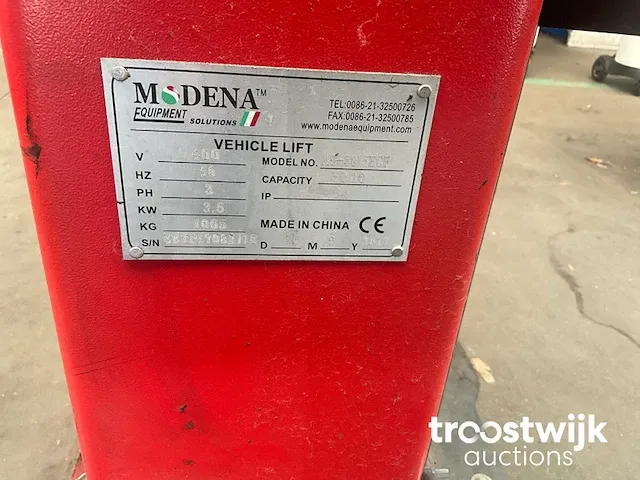 MODENA™
EQUIPMENT
SOLUTIONS
TEL:0086-21-32500726
FAX:0086-21-32500785
www.modenaequipment.com
VEHICLE LIFT
V 400
MODEL NO.
HZ 50
CAPACITY
PH 3
IP
KW 3.5
KG
MADE IN CHINA CE
S/N
D M Y
troostwijk
auctions